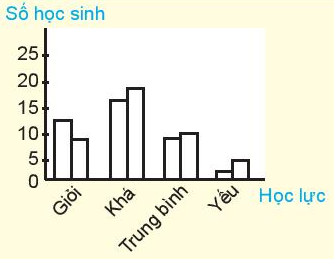 Số học sinh
25
20
15
10
5
0
Giỏi
Khá
Trung bình
Yếu
Học lực